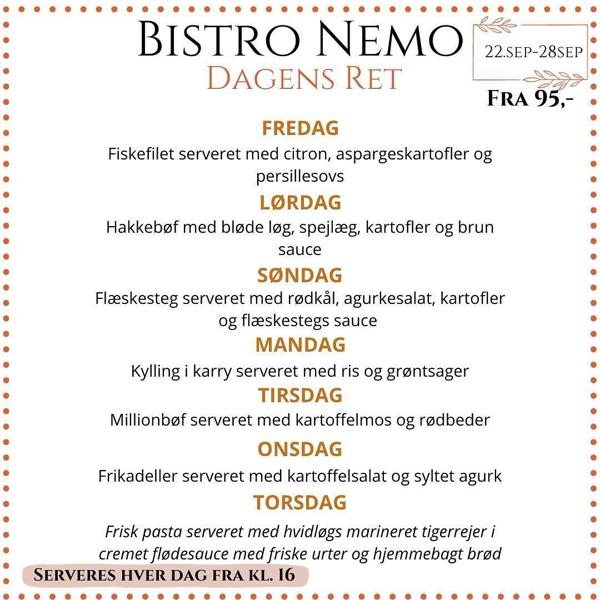 Bistro Nemo
22.sep-28sep
Dagens Ret
Fra 95,-
FREDAG
Fiskefilet serveret med citron, aspargeskartofler og
persillesovs
LØRDAG
Hakkebøf med bløde løg, spejlæg, kartofler og brun
sauce
SØNDAG
Flæskesteg serveret med rødkål, agurkesalat, kartofler
og flæskestegs sauce
MANDAG
Kylling i karry serveret med ris og grøntsager
TIRSDAG
Millionbøf serveret med kartoffelmos og rødbeder
ONSDAG
Frikadeller serveret med kartoffelsalat og syltet agurk
TORSDAG
Frisk pasta serveret med hvidløgs marineret tigerrejer i
cremet flødesauce med friske urter og hjemmebagt brød
Serveres hver dag fra kl. 16